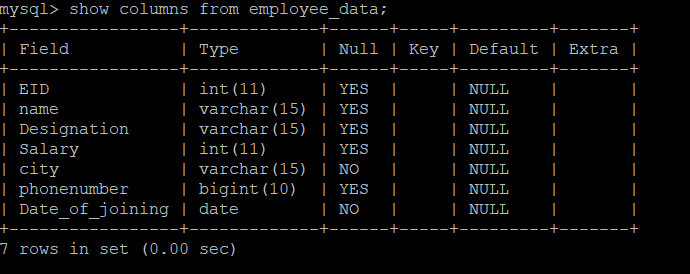 mysql> show columns from employee_data;
+-----------------+-------------+------+-----+---------+-------+
| Field           | Type        | Null | Key | Default | Extra |
+-----------------+-------------+------+-----+---------+-------+
| EID             | int(11)     | YES  |     | NULL    |       |
| name            | varchar(15) | YES  |     | NULL    |       |
| Designation     | varchar(15) | YES  |     | NULL    |       |
| Salary          | int(11)     | YES  |     | NULL    |       |
| city            | varchar(15) | NO   |     | NULL    |       |
| phonenumber     | bigint(10)  | YES  |     | NULL    |       |
| Date_of_joining | date        | NO   |     | NULL    |       |
+-----------------+-------------+------+-----+---------+-------+
7 rows in set (0.00 sec)